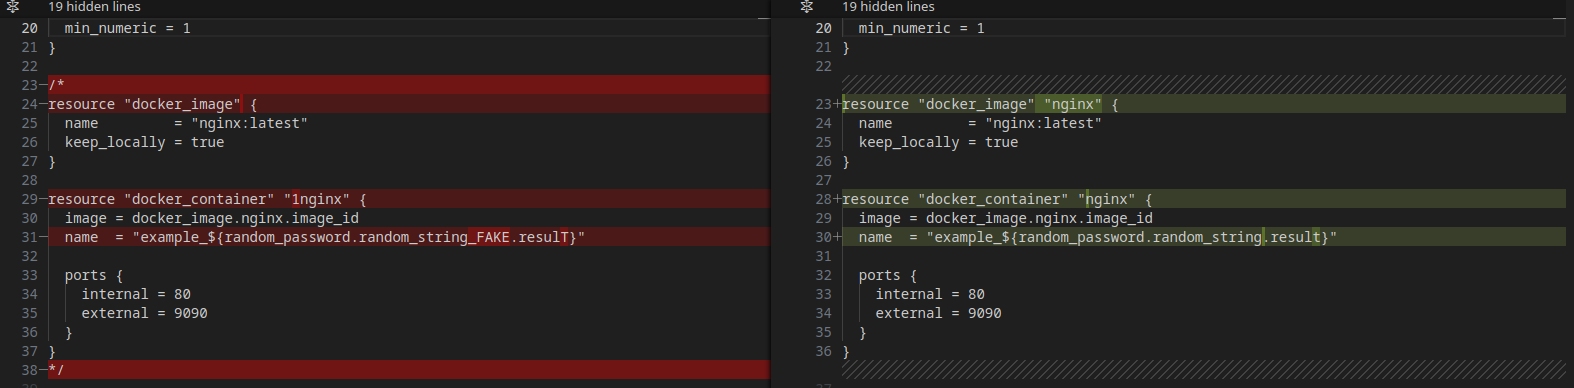 19 hidden lines
20   min_numeric = 1
21 }
22
23 /*
24 resource "docker_image" {
25   name         = "nginx:latest"
26   keep_locally = true
27 }
28
29 resource "docker_container" "1nginx" {
30   image = docker_image.nginx.image_id
31   name  = "example_${random_password.random_string_FAKE.resulT}"
32
33   ports {
34     internal = 80
35     external = 9090
36   }
37 }
38 */
19 hidden lines
20   min_numeric = 1
21 }
22
23+ resource "docker_image" "nginx" {
24   name         = "nginx:latest"
25   keep_locally = true
26 }
27
28+ resource "docker_container" "nginx" {
29   image = docker_image.nginx.image_id
30+   name  = "example_${random_password.random_string.result}"
31
32   ports {
33     internal = 80
34     external = 9090
35   }
36 }